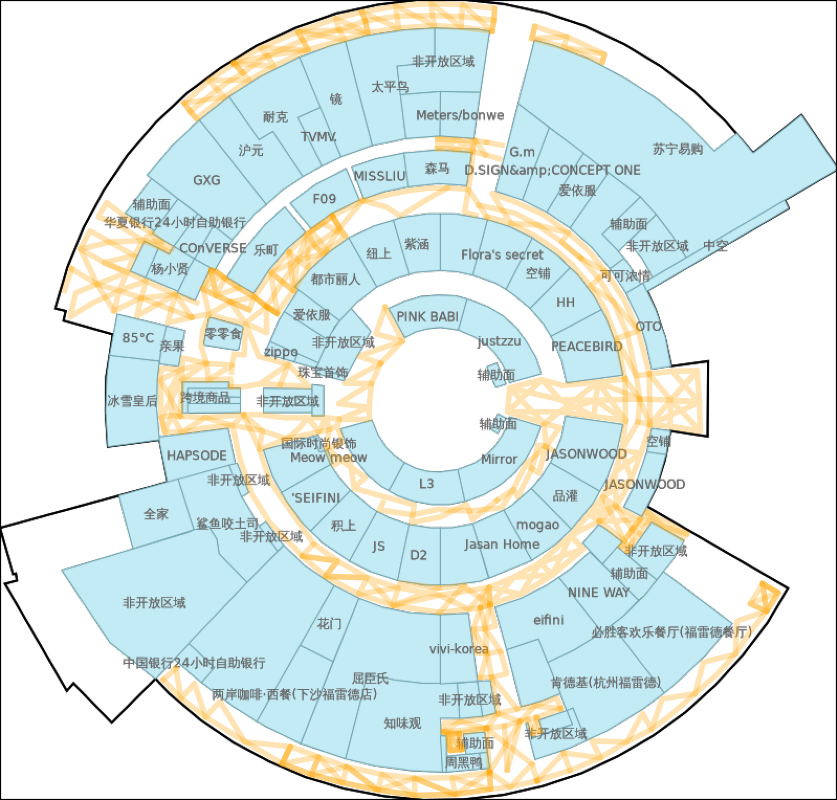 非开放区域
太平鸟
镜
耐克
Meters/bonwe
TVMV.
沪元
G.m
苏宁易购
森马
D.SIGN&amp;CONCEPT ONE
MISSLIU
GXG
爱依服
F09
辅助面
辅助面
华夏银行24小时自助银行
非开放区域
中空
COnVERSE
乐町
紫涵
纽上
Flora's secret
杨小贤
空铺
可可浓情
都市丽人
HH
爱依服
PINK BABI
OTO
零零食
85°C
亲果
非开放区域
justzzu
PEACEBIRD
zippo
珠宝首饰
辅助面
跨境商品
冰雪皇后
非开放区域
辅助面
国际时尚银饰
空铺
HAPSODE
Meow meow
Mirror
JASONWOOD
非开放区域
L3
JASONWOOD
'SEIFINI
品灌
全家
鲨鱼咬土司
积上
mogao
非开放区域
JS
D2
Jasan Home
非开放区域
辅助面
NINE WAY
非开放区域
花门
eifini
必胜客欢乐餐厅(福雷德餐厅)
vivi-korea
中国银行24小时自助银行
屈臣氏
肯德基(杭州福雷德)
两岸咖啡·西餐(下沙福雷德店)
非开放区域
知味观
非开放区域
辅助面
周黑鸭